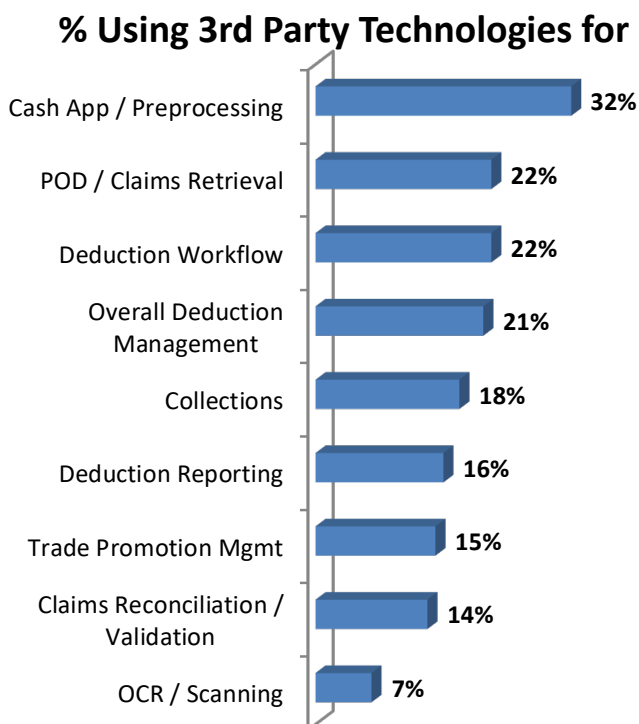 % Using 3rd Party Technologies for
Cash App / Preprocessing
32%
POD / Claims Retrieval
22%
Deduction Workflow
22%
Overall Deduction
Management
21%
Collections
18%
Deduction Reporting
16%
Trade Promotion Mgmt
15%
Claims Reconciliation /
Validation
14%
OCR / Scanning
7%